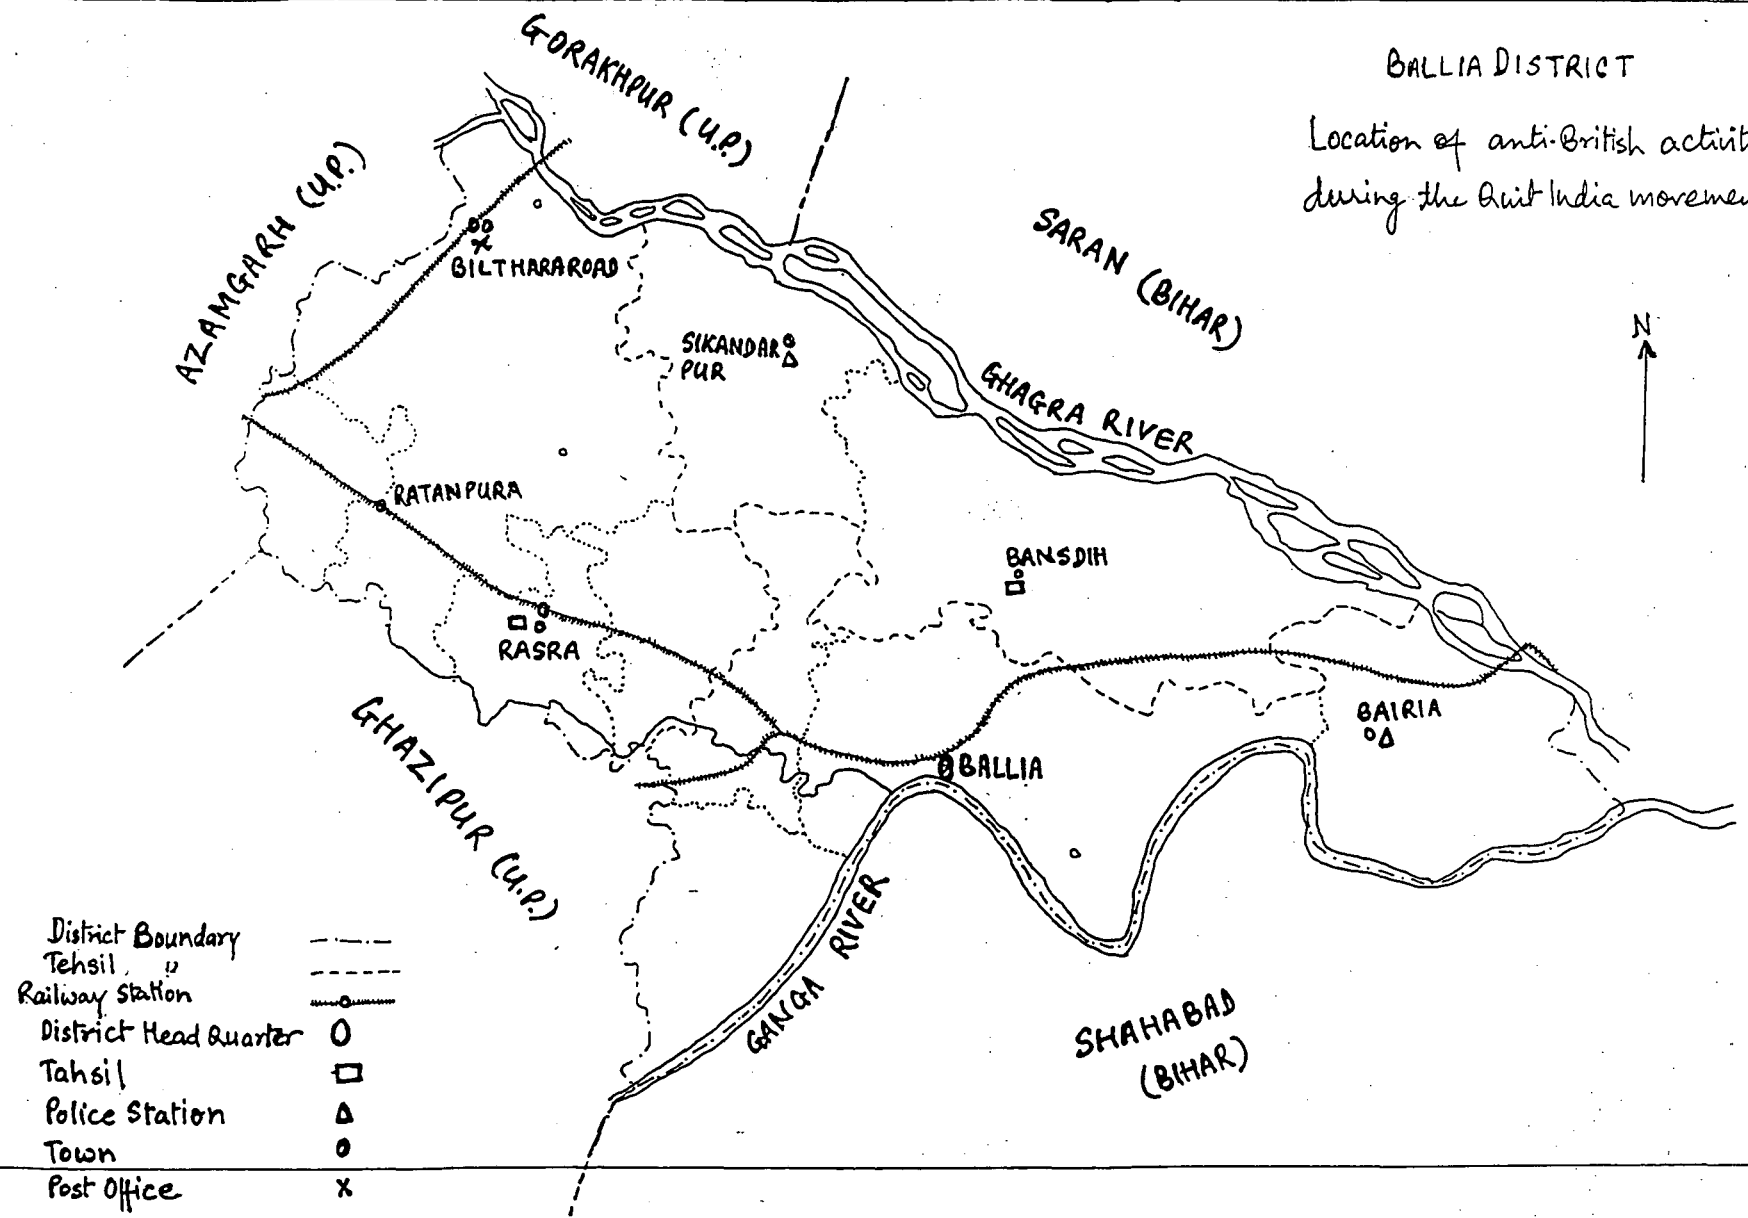 BALLIA DISTRICT
Location of anti-British activit
during the Quit India movemen
GORAKHPUR (U.P.)
AZAMGARH (U.P.)
SARAN (BIHAR)
N
BILTHARAROAD
SIKANDAR
PUR
GHAGRA RIVER
RATANPURA
BANSDIH
RASRA
BAIRIA
GHAZIPUR (U.P.)
BALLIA
GANGA RIVER
SHAHABAD
(BIHAR)
District Boundary
Tehsil "
Railway Station
District Head Quarter
Tahsil
Police Station
Town
Post Office